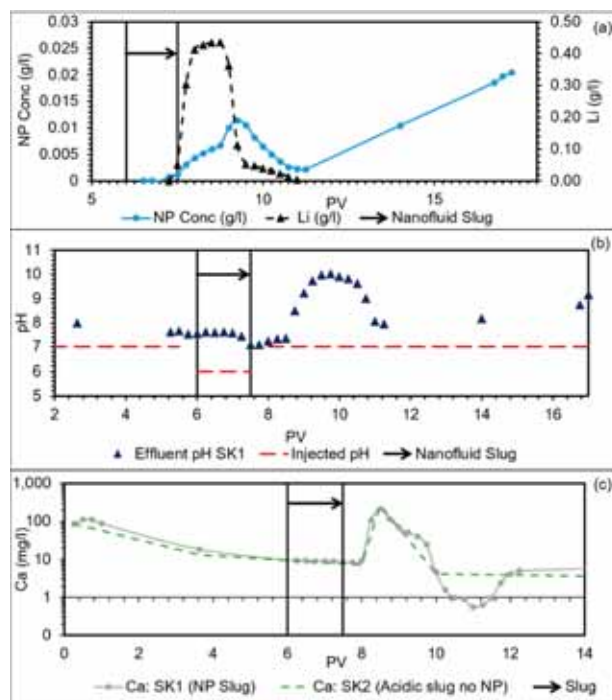 (a)
NP Conc (g/l)
0.03
0.025
0.02
0.015
0.01
0.005
0
0.50
0.40
0.30
0.20
0.10
0.00
Li (g/l)
5 10 15
PV
NP Conc (g/l) Li (g/l) Nanofluid Slug
(b)
pH
11
10
9
8
7
6
5
2 4 6 8 10 12 14 16
PV
Effluent pH SK1 Injected pH Nanofluid Slug
(c)
Ca (mg/l)
1,000
100
10
1
0
0 2 4 6 8 10 12 14
PV
Ca: SK1 (NP Slug) Ca: SK2 (Acidic slug no NP) Slug